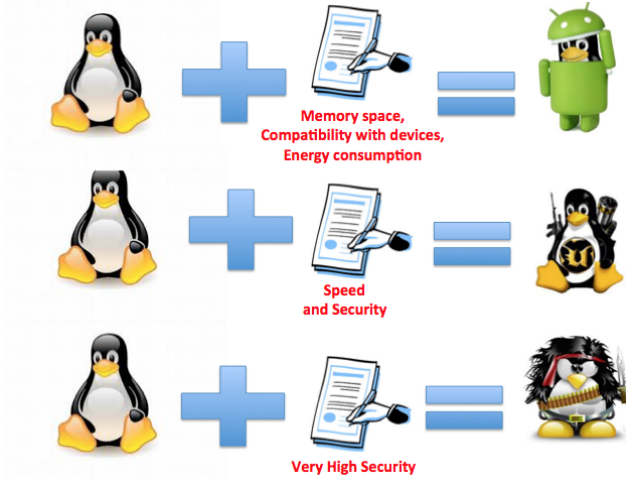 Memory space,
Compatibility with devices,
Energy consumption
Speed
and Security
u
Very High Security